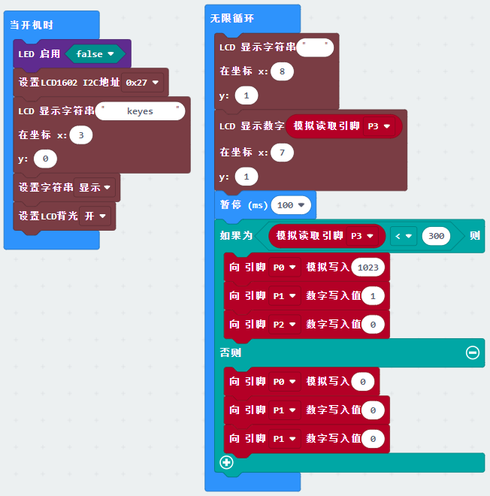 当开机时
LED 启用 false
设置LCD1602 I2C地址 0x27
LCD 显示字符串 " keyes "
在坐标 x: 3
y: 0
设置字符串 显示
设置LCD背光 开
无限循环
LCD 显示字符串 " "
在坐标 x: 8
y: 1
LCD 显示数字 模拟读取引脚 P3
在坐标 x: 7
y: 1
暂停 (ms) 100
如果为 模拟读取引脚 P3 < 300 则
向 引脚 P0 模拟写入 1023
向 引脚 P1 数字写入值 1
向 引脚 P2 数字写入值 0
否则
向 引脚 P0 模拟写入 0
向 引脚 P1 数字写入值 0
向 引脚 P1 数字写入值 0